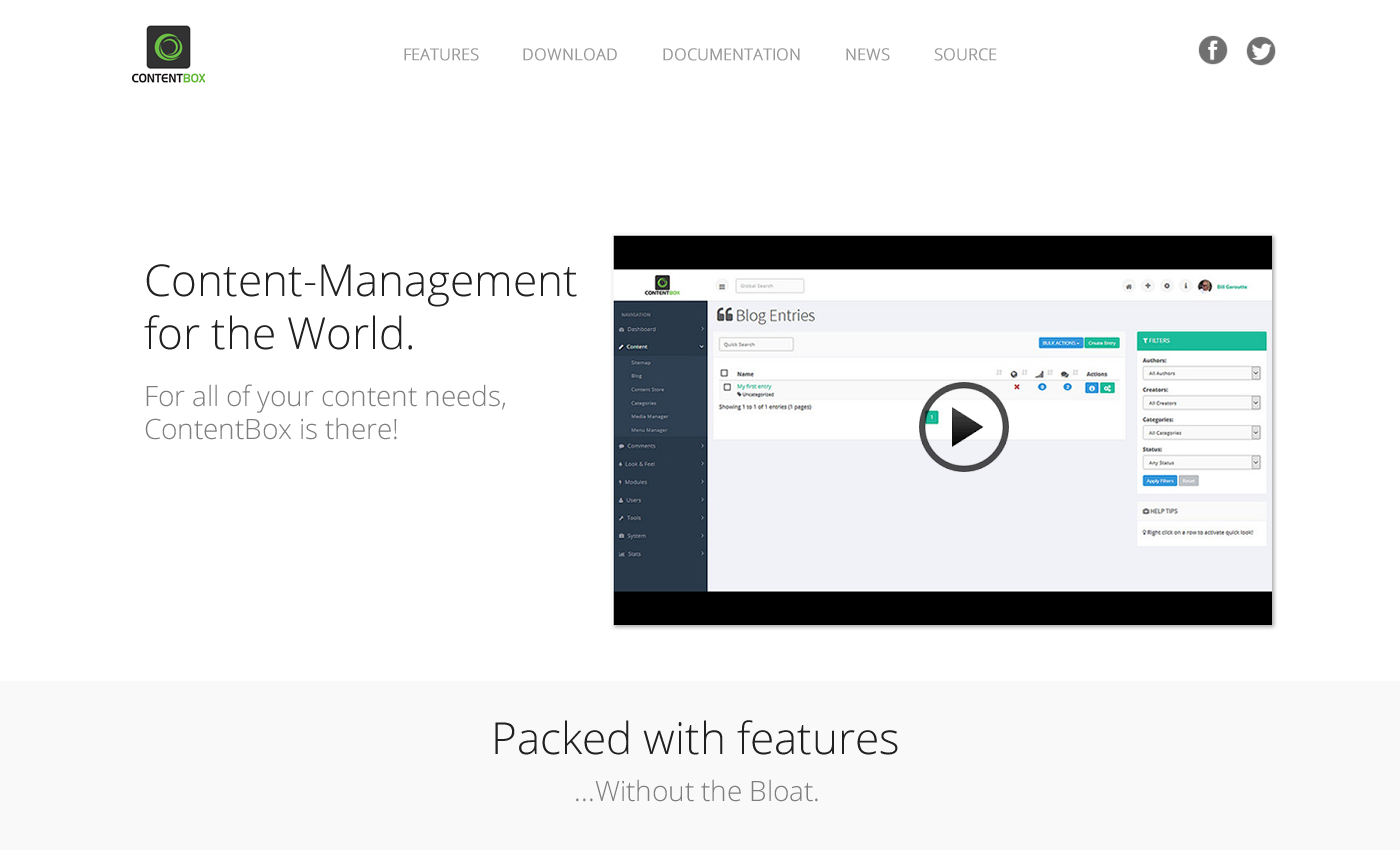 CONTENTBOX
FEATURES
DOWNLOAD
DOCUMENTATION
NEWS
SOURCE
Content-Management
for the World.
For all of your content needs,
ContentBox is there!
CONTENTBOX
Global Search
Bill Garoutte
NAVIGATION
Dashboard
Content
Sitemap
Blog
Content Store
Categories
Media Manager
Menu Manager
Comments
Look & Feel
Modules
Users
Tools
System
Stats
Blog Entries
Quick Search
BULK ACTIONS
Create Entry
Name
Actions
My first entry
Uncategorized
Showing 1 to 1 of 1 entries (1 pages)
1
FILTERS
Authors:
All Authors
Creators:
All Creators
Categories:
All Categories
Status:
Any Status
Apply Filters
Reset
HELP TIPS
Right click on a row to activate quick look!
Packed with features
...Without the Bloat.